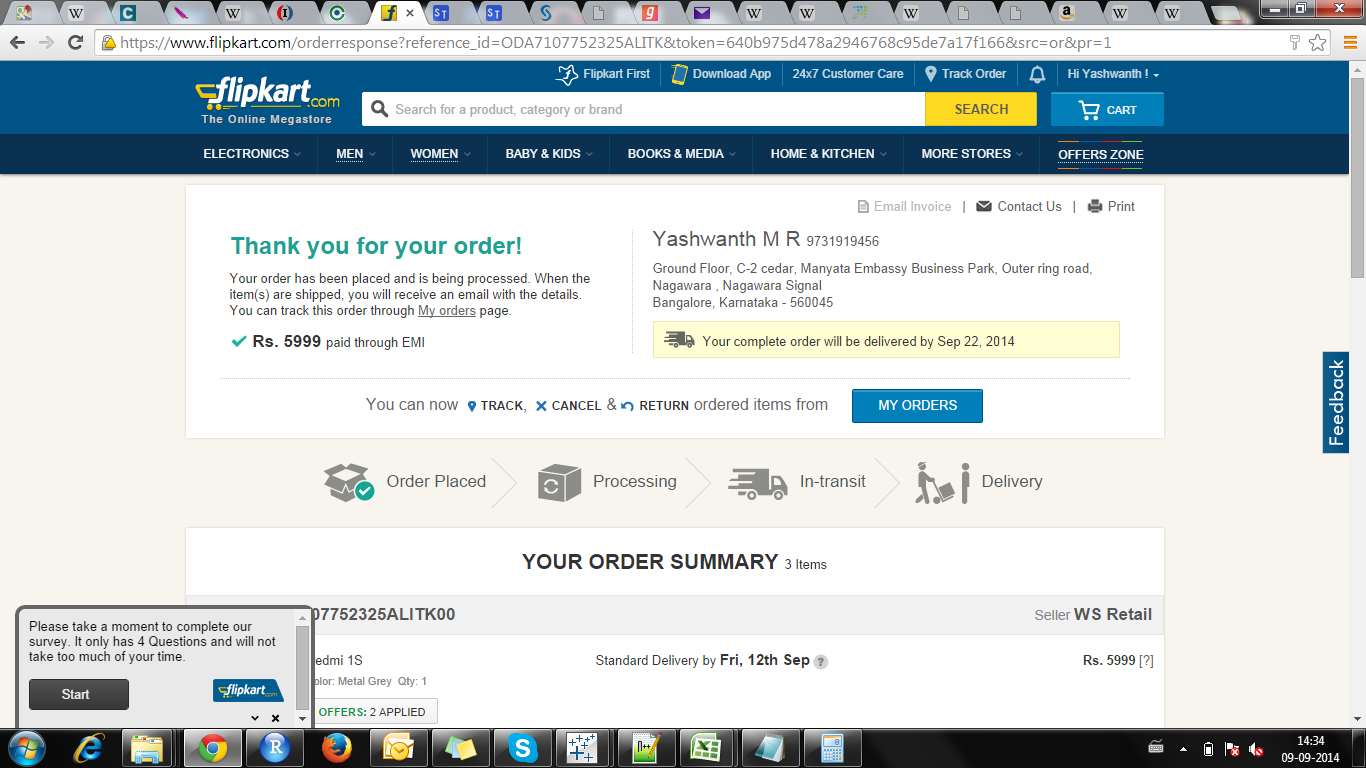 https://www.flipkart.com/orderresponse?reference_id=ODA7107752325ALITK&token=640b975d478a2946768c95de7a17f166&src=or&pr=1
Flipkart First
Download App
24x7 Customer Care
Track Order
Hi Yashwanth !
flipkart.com
The Online Megastore
Search for a product, category or brand
SEARCH
CART
ELECTRONICS
MEN
WOMEN
BABY & KIDS
BOOKS & MEDIA
HOME & KITCHEN
MORE STORES
OFFERS ZONE
Email Invoice | Contact Us | Print
Thank you for your order!
Your order has been placed and is being processed. When the
item(s) are shipped, you will receive an email with the details.
You can track this order through My orders page.
Rs. 5999 paid through EMI
Yashwanth M R 9731919456
Ground Floor, C-2 cedar, Manyata Embassy Business Park, Outer ring road,
Nagawara , Nagawara Signal
Bangalore, Karnataka - 560045
Your complete order will be delivered by Sep 22, 2014
You can now TRACK, CANCEL & RETURN ordered items from
MY ORDERS
Feedback
Order Placed
Processing
In-transit
Delivery
YOUR ORDER SUMMARY 3 Items
07752325ALITK00
Seller WS Retail
edmi 1S
Standard Delivery by Fri, 12th Sep ?
Rs. 5999 [?]
olor: Metal Grey Qty: 1
OFFERS: 2 APPLIED
Please take a moment to complete our
survey. It only has 4 Questions and will not
take too much of your time.
Start
flipkart.com
14:34
09-09-2014